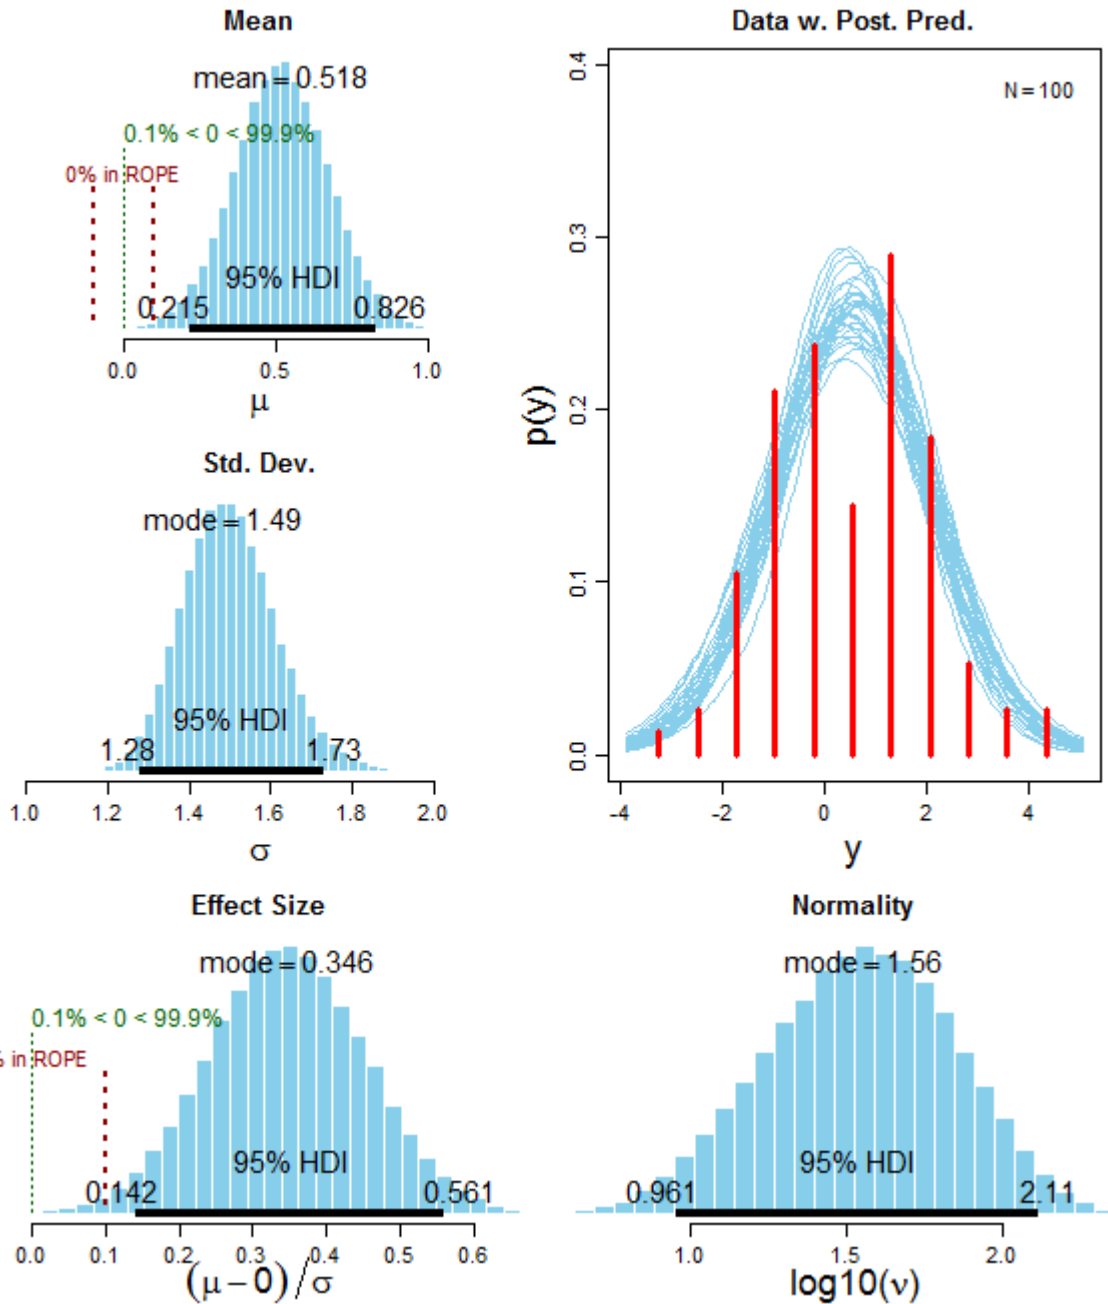 Mean
mean = 0.518
0.1% < 0 < 99.9%
0% in ROPE
95% HDI
0.215
0.826
0.0
0.5
1.0
μ
Data w. Post. Pred.
N = 100
p(y)
0.4
0.3
0.2
0.1
0.0
-4
-2
0
2
4
y
Std. Dev.
mode = 1.49
95% HDI
1.28
1.73
1.0
1.2
1.4
1.6
1.8
2.0
σ
Effect Size
mode = 0.346
0.1% < 0 < 99.9%
% in ROPE
95% HDI
0.142
0.561
0.0
0.1
0.2
0.3
0.4
0.5
0.6
(μ − 0) / σ
Normality
mode = 1.56
95% HDI
0.961
2.11
1.0
1.5
2.0
log10(ν)